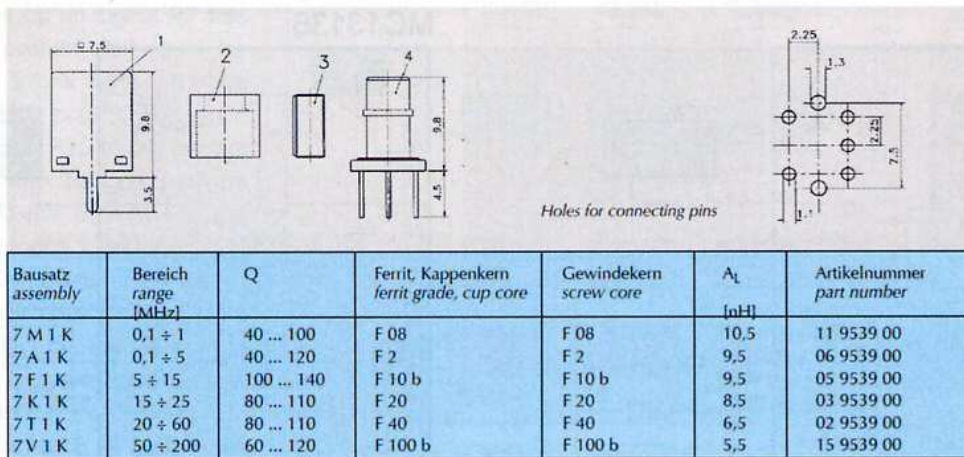 MC13136
□ 7.5
1
2
3
4
9.8
3.5
9.8
4.5
2.25
1.3
2.25
7.5
1.1
Holes for connecting pins
Bausatz Bereich Q Ferrit, Kappenkern Gewindekern AL Artikelnummer
assembly range ferrit grade, cup core screw core part number
[MHz] [nH]
7 M 1 K 0,1 ÷ 1 40 ... 100 F 08 F 08 10,5 11 9539 00
7 A 1 K 0,1 ÷ 5 40 ... 120 F 2 F 2 9,5 06 9539 00
7 F 1 K 5 ÷ 15 100 ... 140 F 10 b F 10 b 9,5 05 9539 00
7 K 1 K 15 ÷ 25 80 ... 110 F 20 F 20 8,5 03 9539 00
7 T 1 K 20 ÷ 60 80 ... 110 F 40 F 40 6,5 02 9539 00
7 V 1 K 50 ÷ 200 60 ... 120 F 100 b F 100 b 5,5 15 9539 00